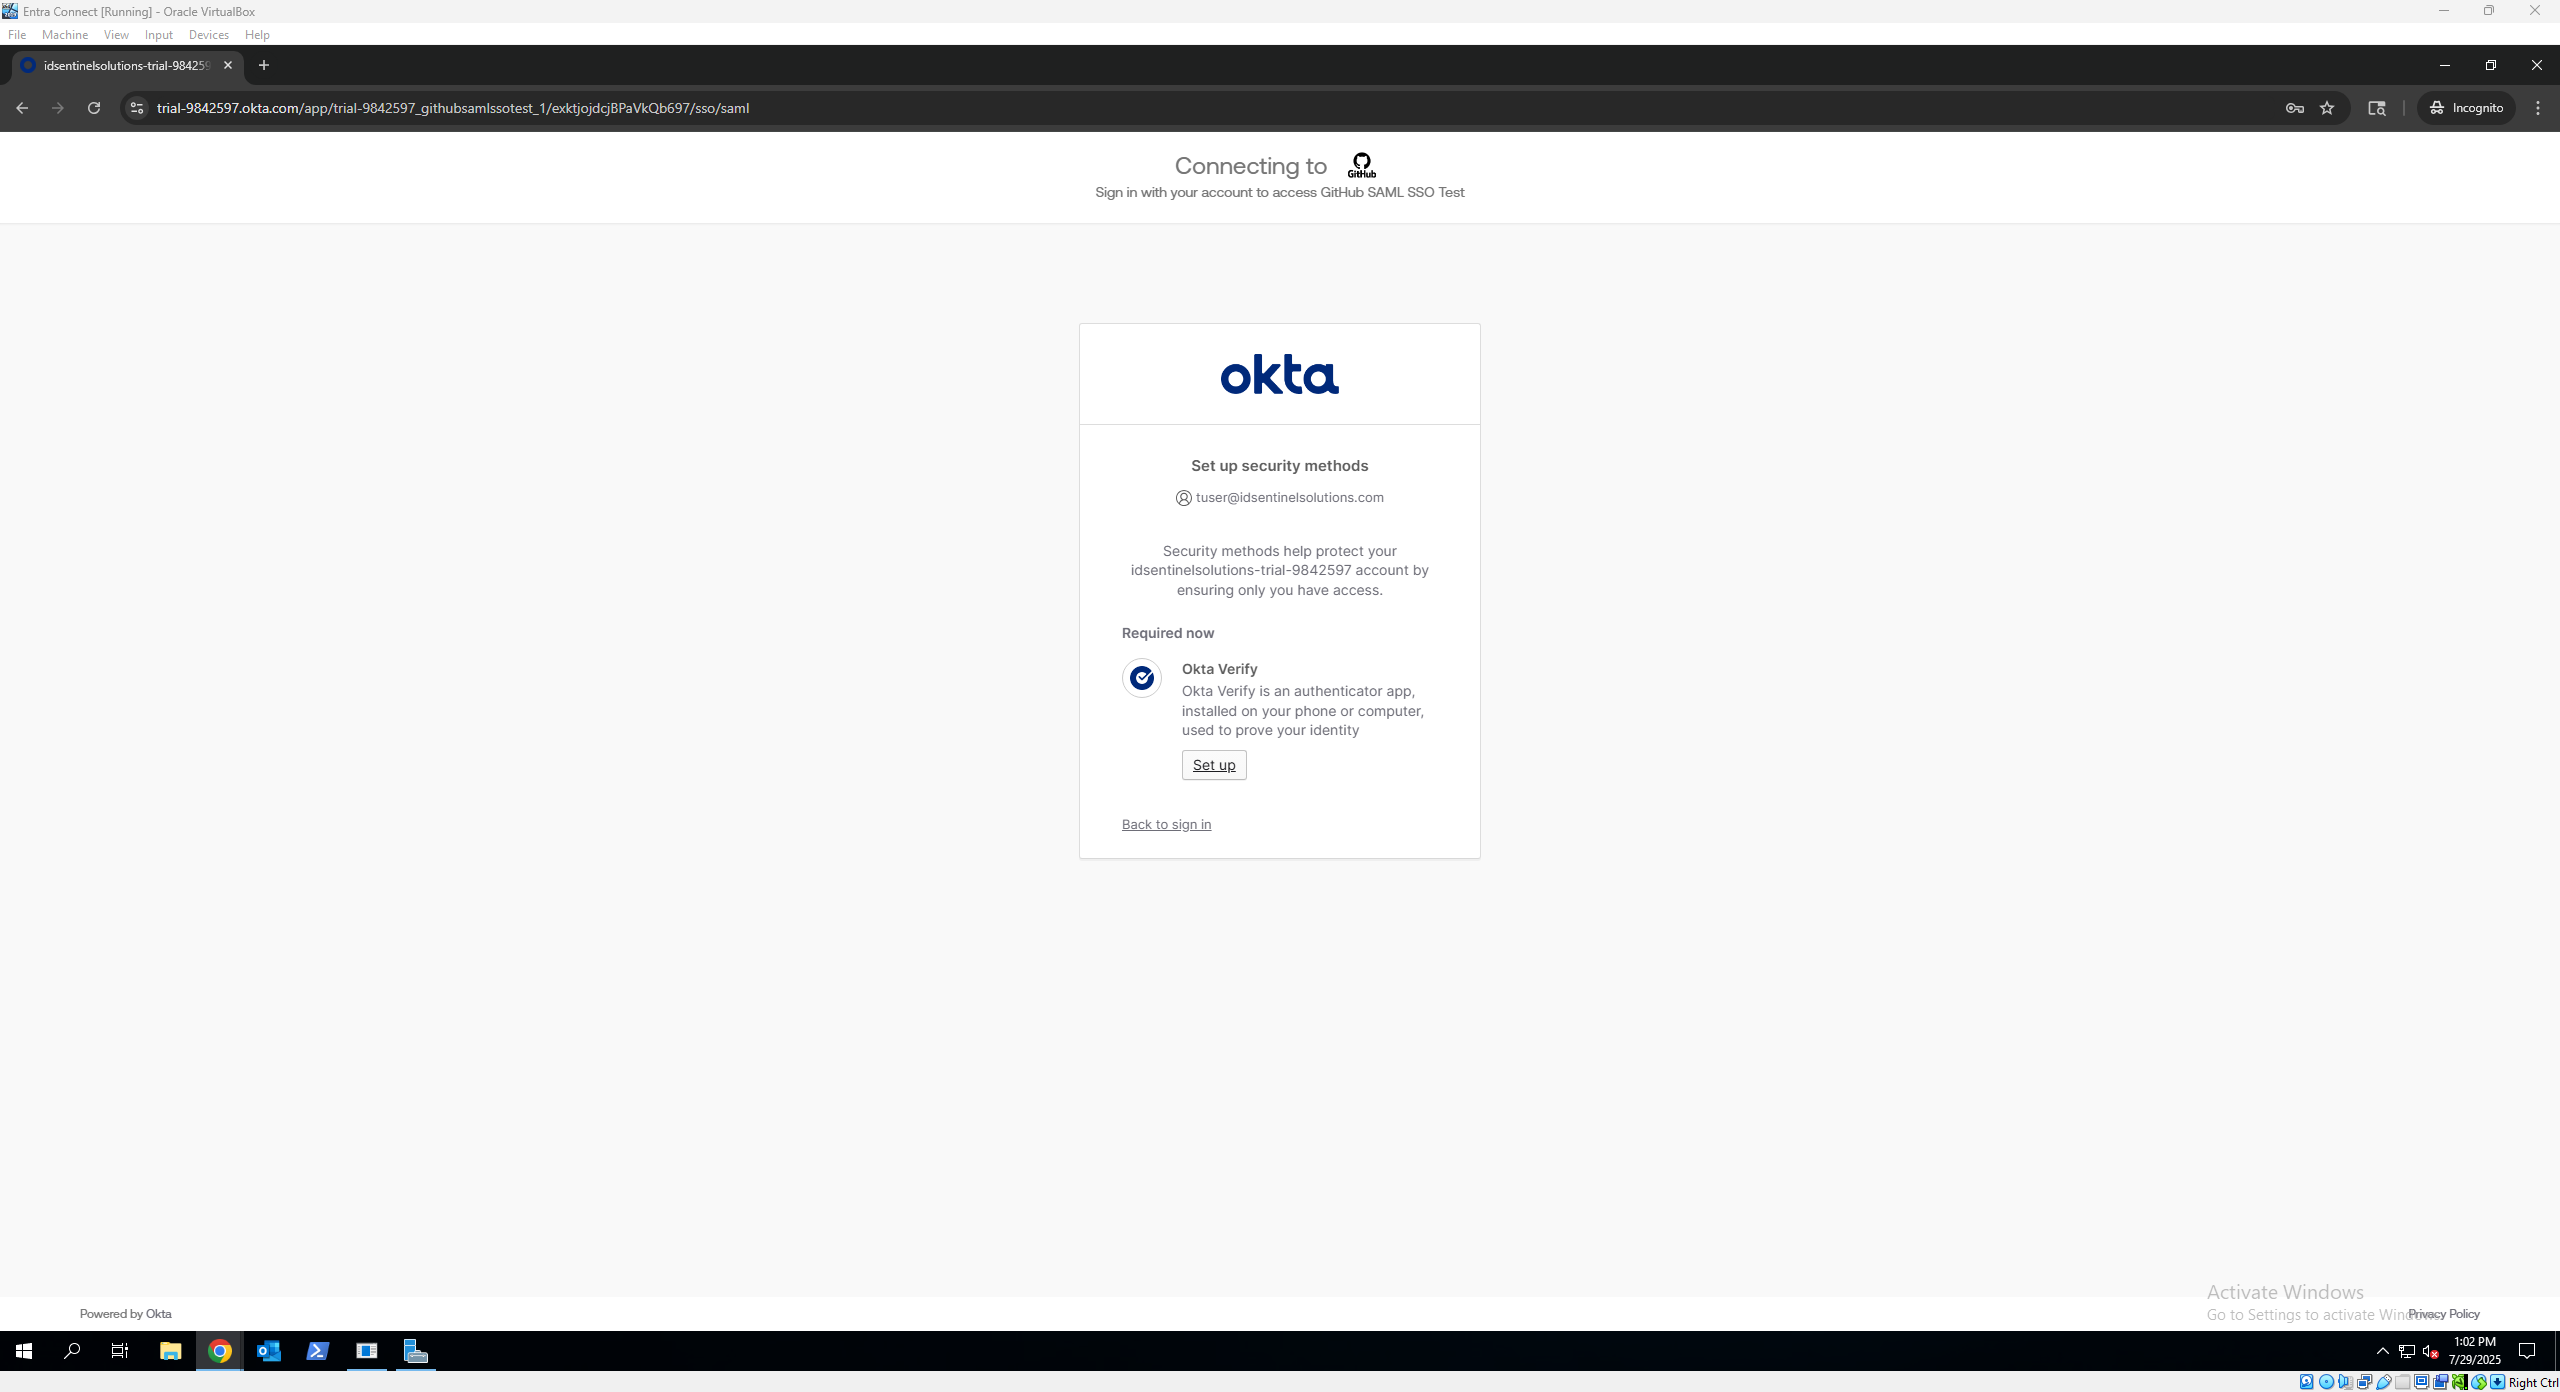 Entra Connect [Running] - Oracle VirtualBox
File Machine View Input Devices Help
idsentinelsolutions-trial-984259
trial-9842597.okta.com/app/trial-9842597_githubsamlssotest_1/exktjojdcjBPaVkQb697/sso/saml
Incognito
Connecting to GitHub
Sign in with your account to access GitHub SAML SSO Test
okta
Set up security methods
tuser@idsentinelsolutions.com
Security methods help protect your
idsentinelsolutions-trial-9842597 account by
ensuring only you have access.
Required now
Okta Verify
Okta Verify is an authenticator app,
installed on your phone or computer,
used to prove your identity
Set up
Back to sign in
Activate Windows
Go to Settings to activate Windows.
Powered by Okta
Privacy Policy
1:02 PM
7/29/2025
Right Ctrl